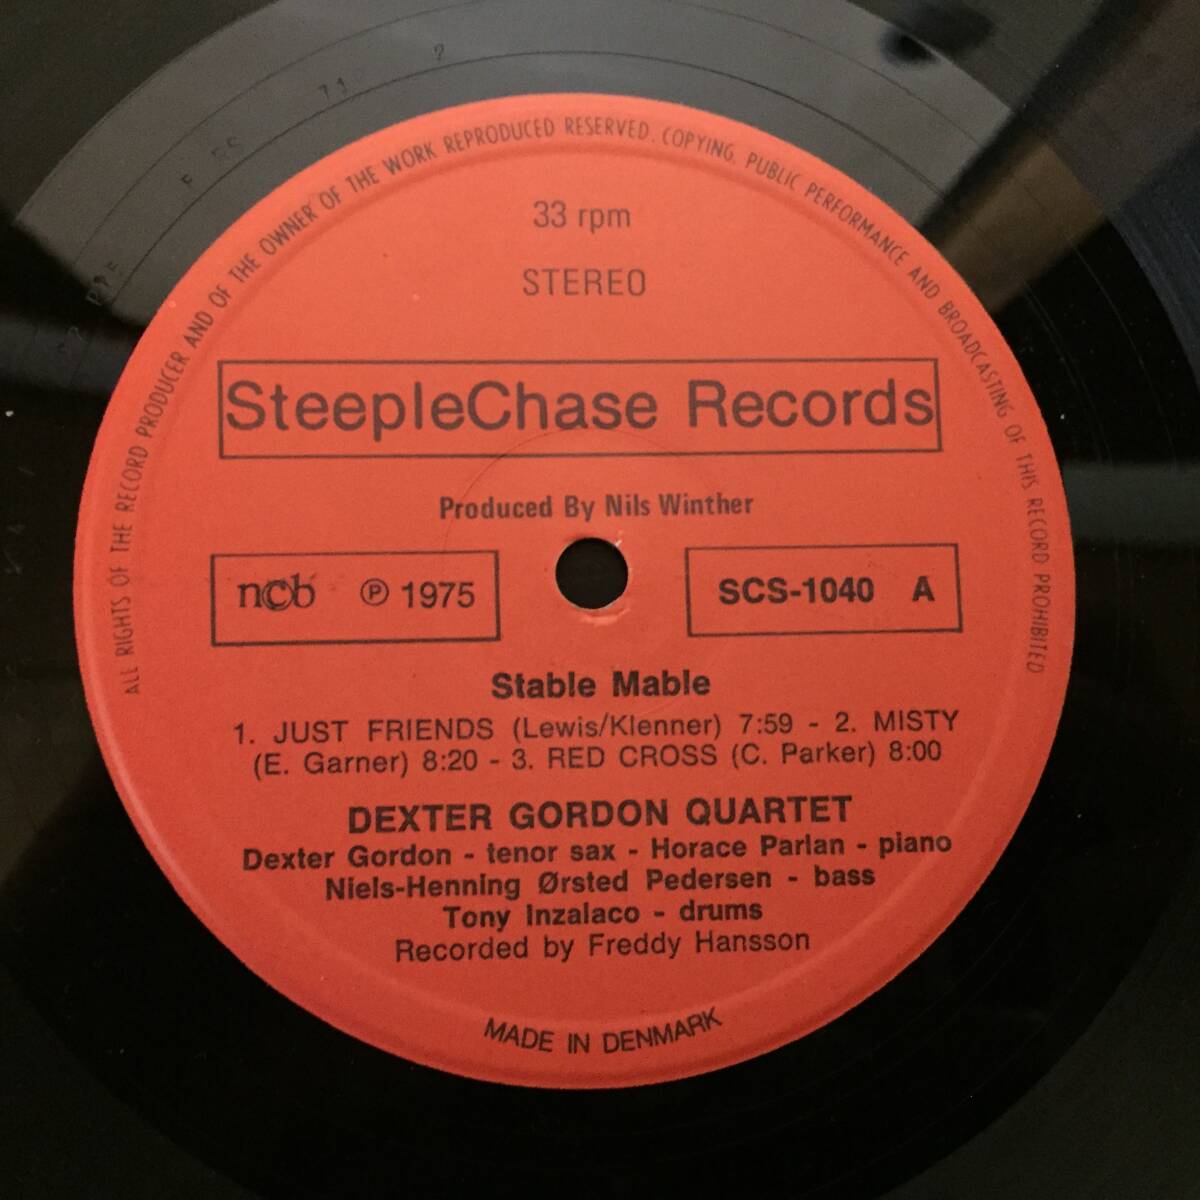 ALL RIGHTS OF THE RECORD PRODUCER AND OF THE OWNER OF THE WORK REPRODUCED RESERVED. COPYING, PUBLIC PERFORMANCE AND BROADCASTING OF THIS RECORD PROHIBITED
33 rpm
STEREO
SteepleChase Records
Produced By Nils Winther
ncb ℗ 1975
SCS-1040 A
Stable Mable
1. JUST FRIENDS (Lewis/Klenner) 7:59 - 2. MISTY
(E. Garner) 8:20 - 3. RED CROSS (C. Parker) 8:00
DEXTER GORDON QUARTET
Dexter Gordon - tenor sax - Horace Parlan - piano
Niels-Henning Ørsted Pedersen - bass
Tony Inzalaco - drums
Recorded by Freddy Hansson
MADE IN DENMARK